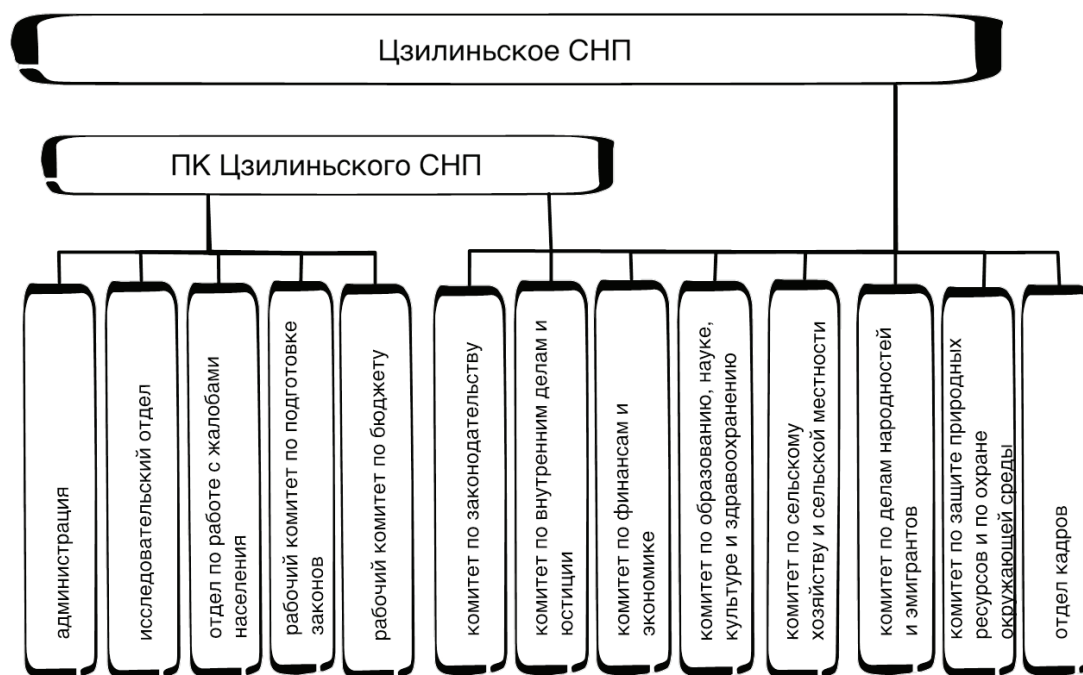 Цзилиньское СНП
ПК Цзилиньского СНП
администрация
исследовательский отдел
отдел по работе с жалобами
населения
рабочий комитет по подготовке
законов
рабочий комитет по бюджету
комитет по законодательству
комитет по внутренним делам и
юстиции
комитет по финансам и
экономике
комитет по образованию, науке,
культуре и здравоохранению
комитет по сельскому
хозяйству и сельской местности
комитет по делам народностей
и эмигрантов
комитет по защите природных
ресурсов и по охране
окружающей среды
отдел кадров